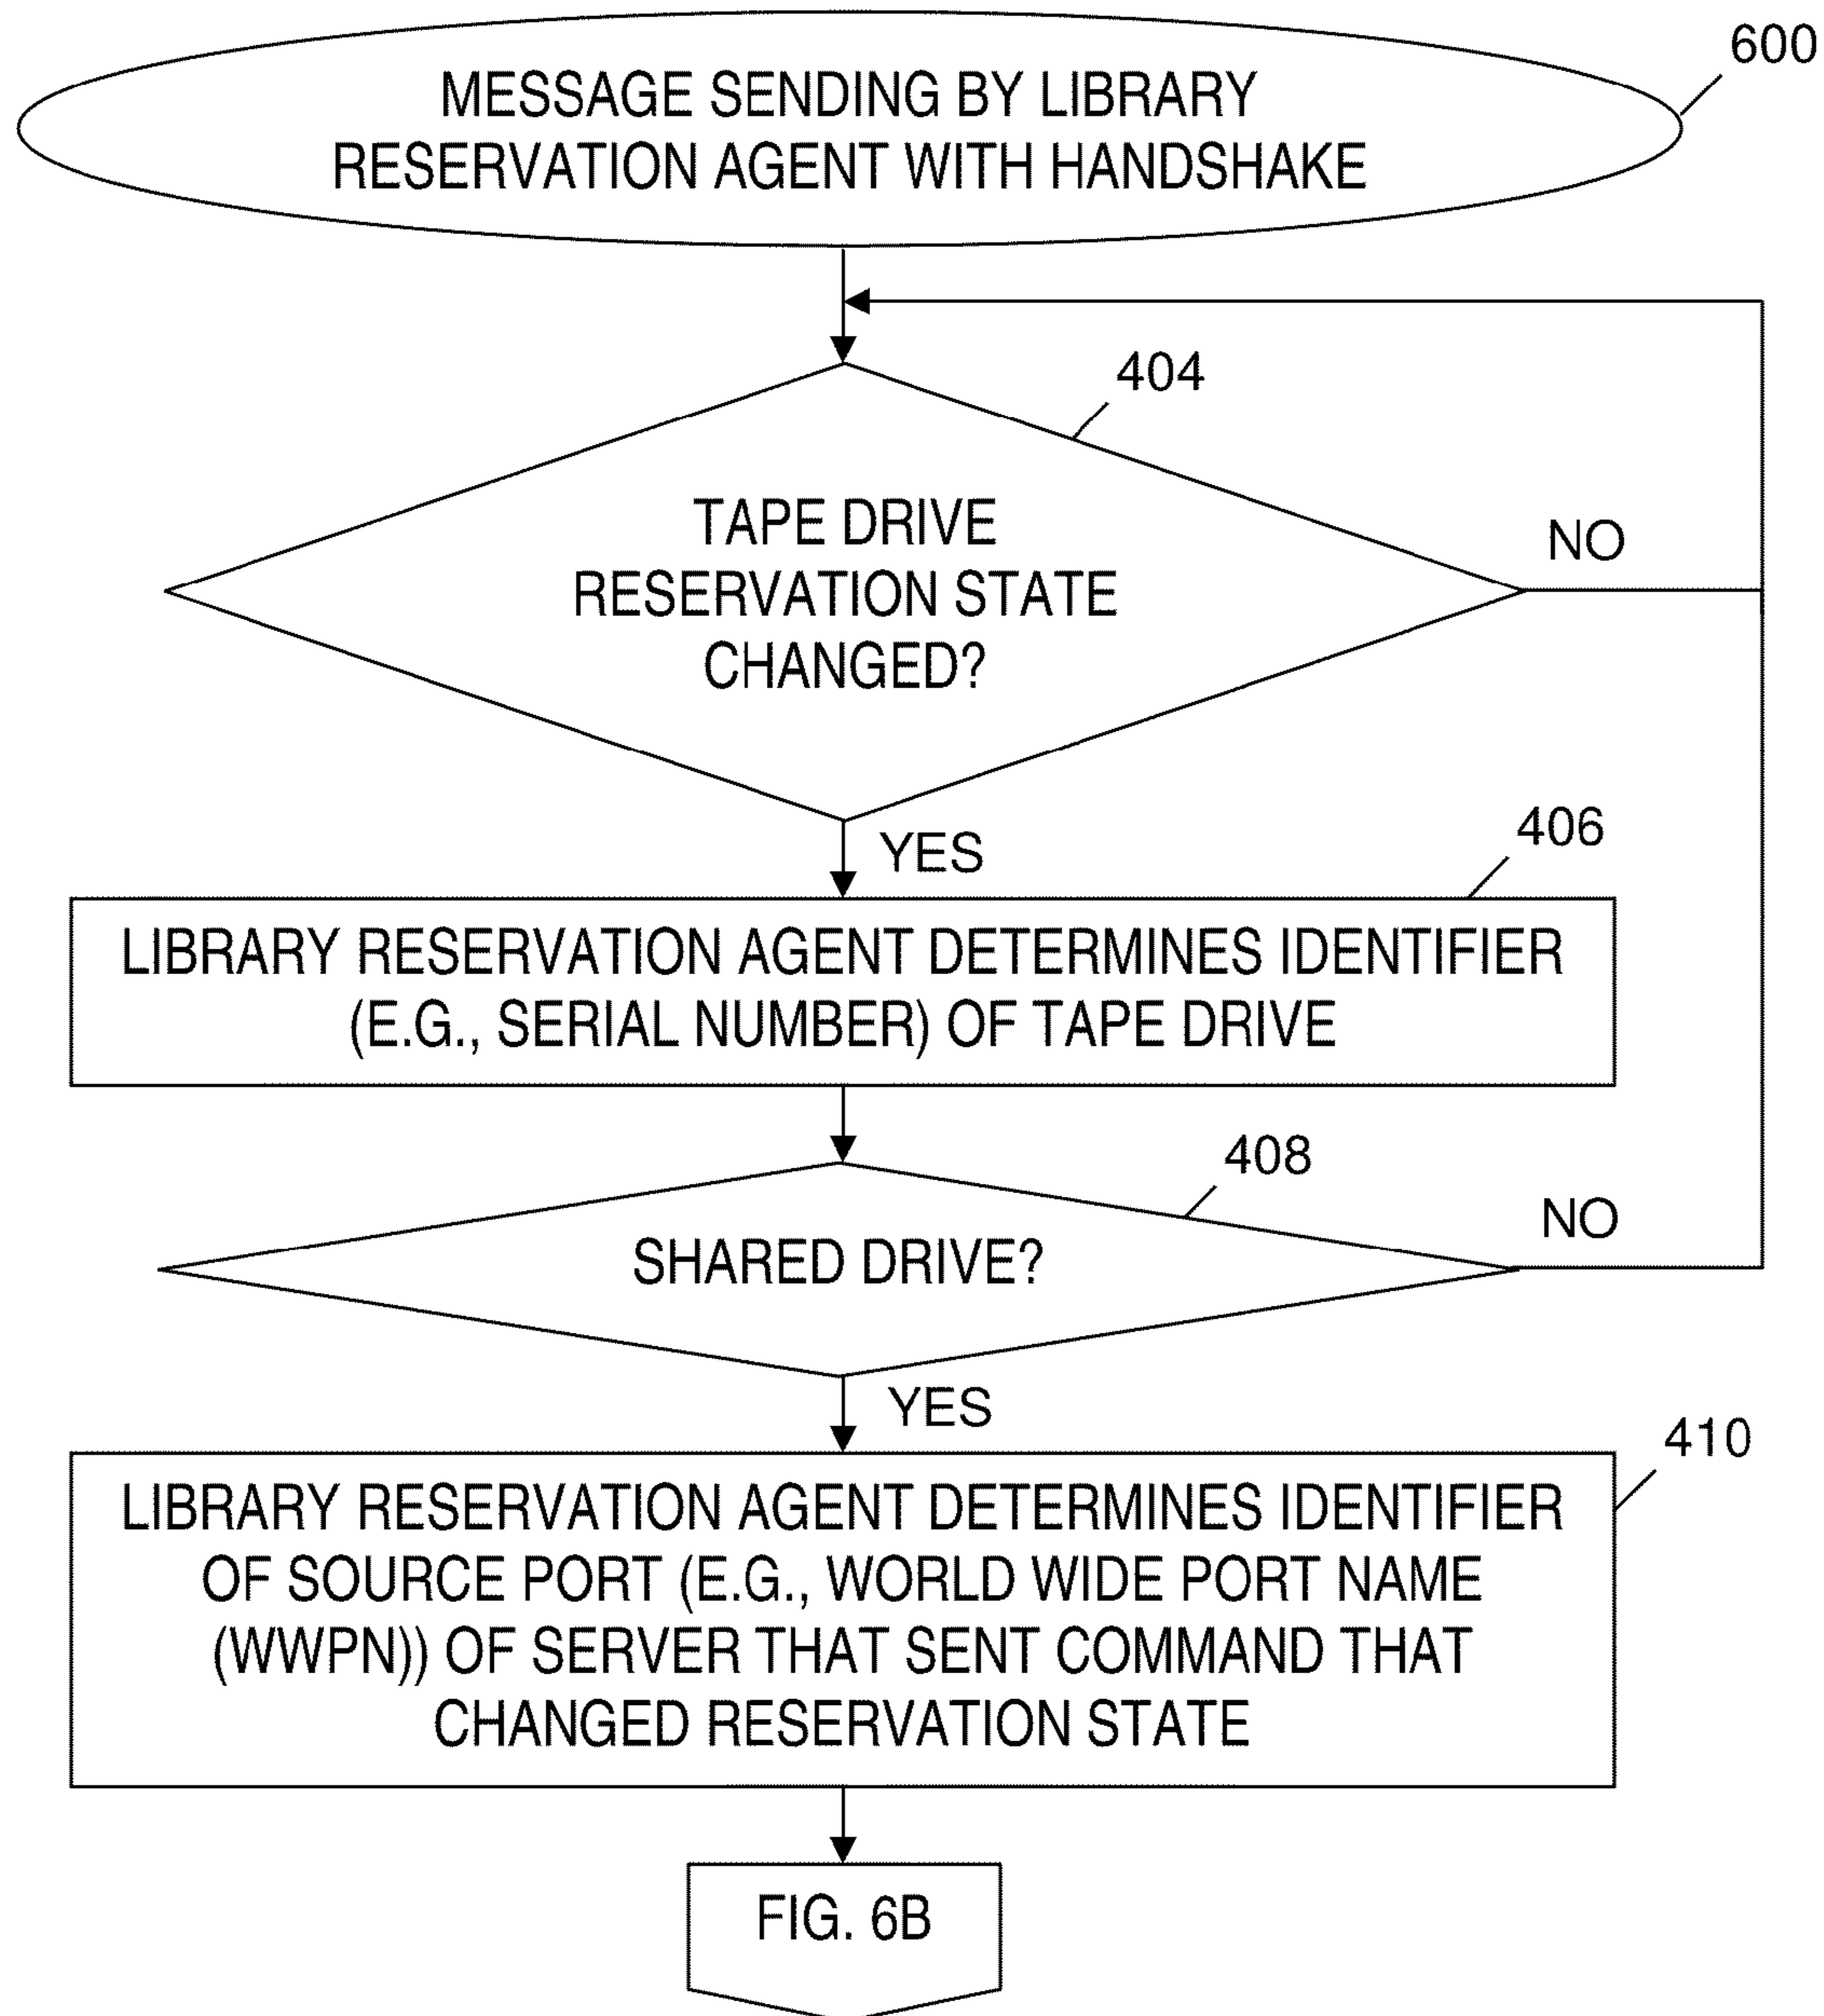 600
MESSAGE SENDING BY LIBRARY
RESERVATION AGENT WITH HANDSHAKE
404
TAPE DRIVE
RESERVATION STATE
CHANGED?
NO
YES
406
LIBRARY RESERVATION AGENT DETERMINES IDENTIFIER
(E.G., SERIAL NUMBER) OF TAPE DRIVE
408
SHARED DRIVE?
NO
YES
410
LIBRARY RESERVATION AGENT DETERMINES IDENTIFIER
OF SOURCE PORT (E.G., WORLD WIDE PORT NAME
(WWPN)) OF SERVER THAT SENT COMMAND THAT
CHANGED RESERVATION STATE
FIG. 6B